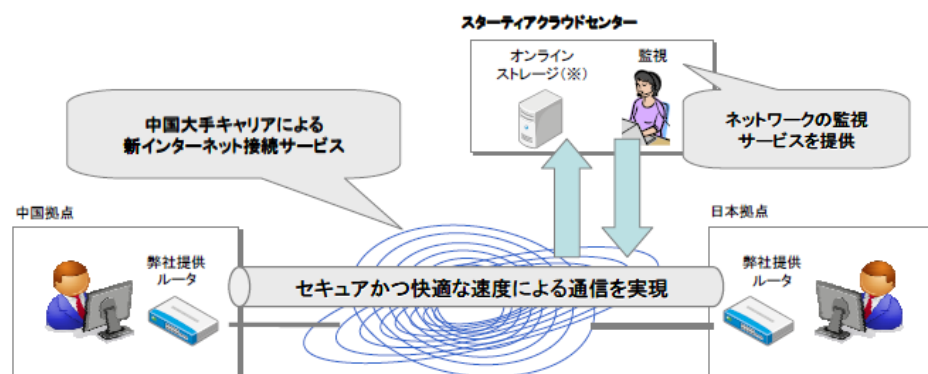 スターティアクラウドセンター
オンライン
ストレージ(※)
監視
中国大手キャリアによる
新インターネット接続サービス
ネットワークの監視
サービスを提供
中国拠点
日本拠点
弊社提供
ルータ
セキュアかつ快適な速度による通信を実現
弊社提供
ルータ